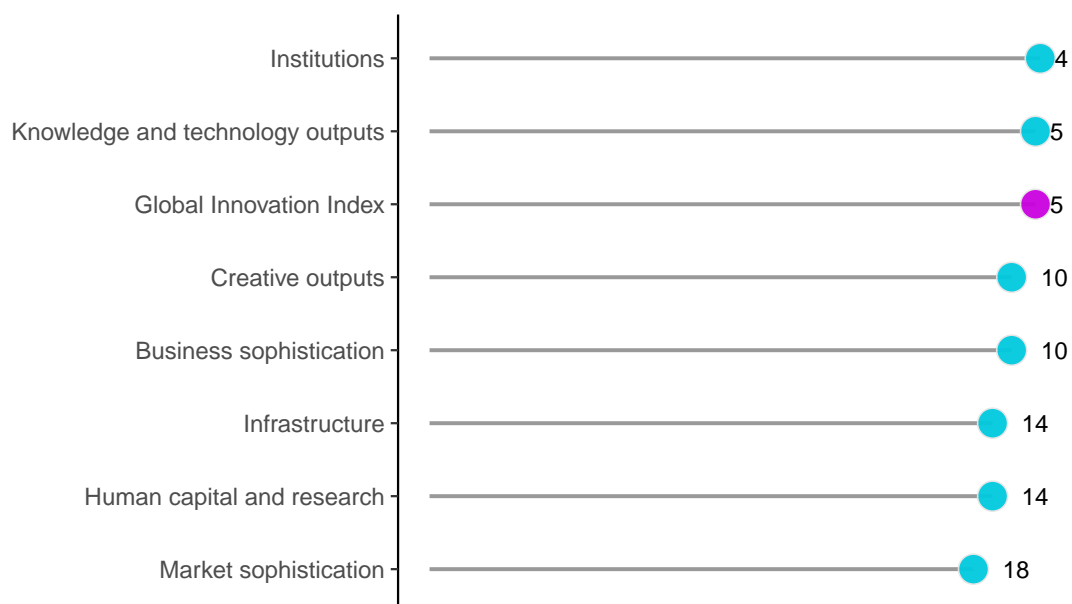 Institutions 4
Knowledge and technology outputs 5
Global Innovation Index 5
Creative outputs 10
Business sophistication 10
Infrastructure 14
Human capital and research 14
Market sophistication 18